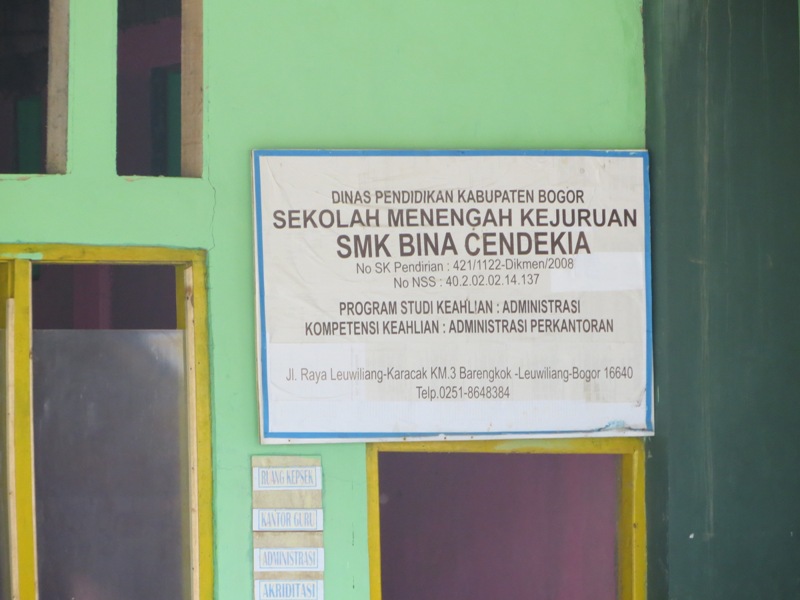 DINAS PENDIDIKAN KABUPATEN BOGOR
SEKOLAH MENENGAH KEJURUAN
SMK BINA CENDEKIA
No SK Pendirian : 421/1122-Dikmen/2008
No NSS : 40.2.02.02.14.137
PROGRAM STUDI KEAHLIAN : ADMINISTRASI
KOMPETENSI KEAHLIAN : ADMINISTRASI PERKANTORAN
Jl. Raya Leuwiliang-Karacak KM.3 Barengkok -Leuwiliang-Bogor 16640
Telp.0251-8648384
RUANG KEPSEK
KANTOR GURU
ADMINISTRASI
AKRIDITASI